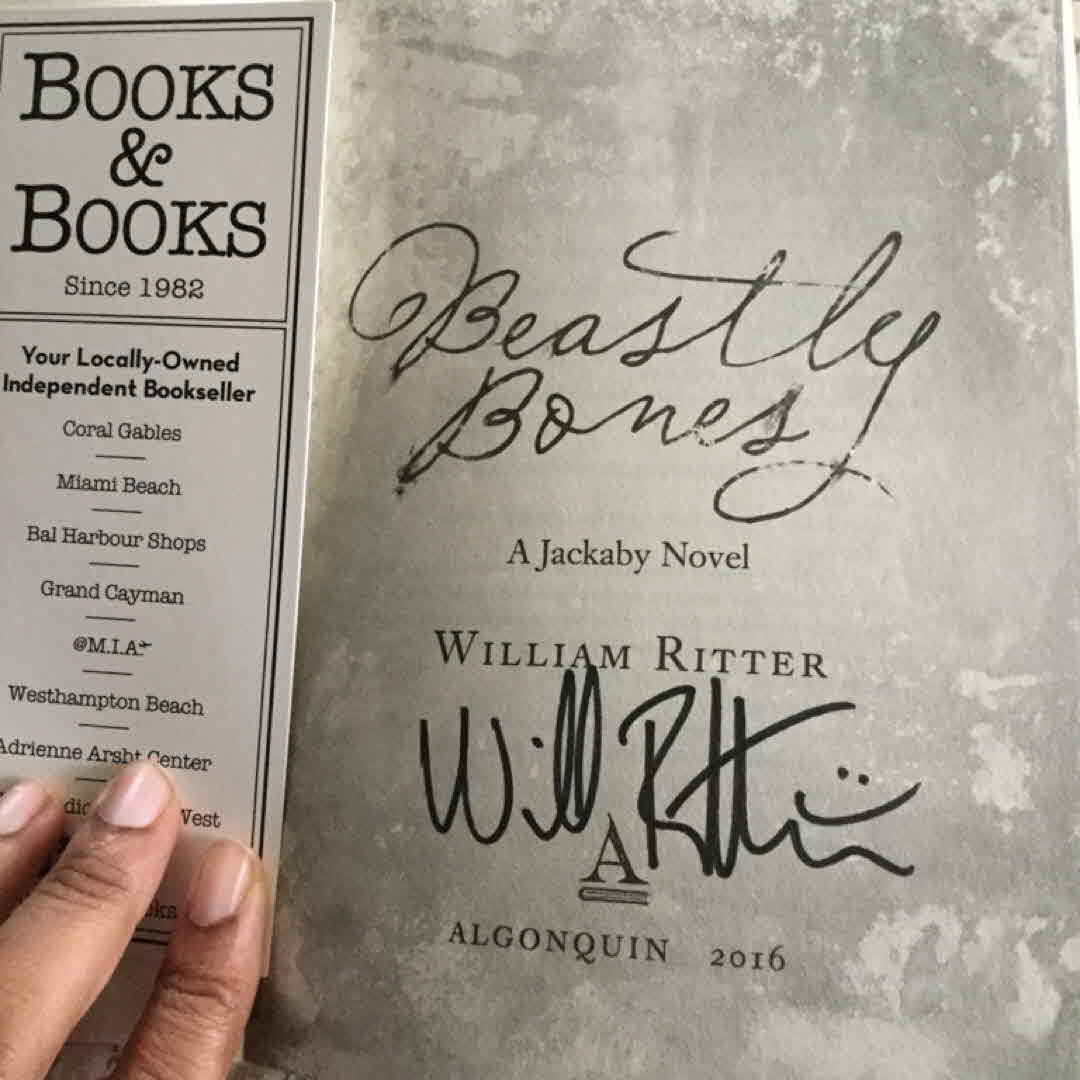 BOOKS
&
BOOKS
Since 1982
Your Locally-Owned
Independent Bookseller
Coral Gables
Miami Beach
Bal Harbour Shops
Grand Cayman
@M.I.A.
Westhampton Beach
Adrienne Arsht Center
West
Beastly
Bones
A Jackaby Novel
WILLIAM RITTER
Will Ritter
A
ALGONQUIN 2016